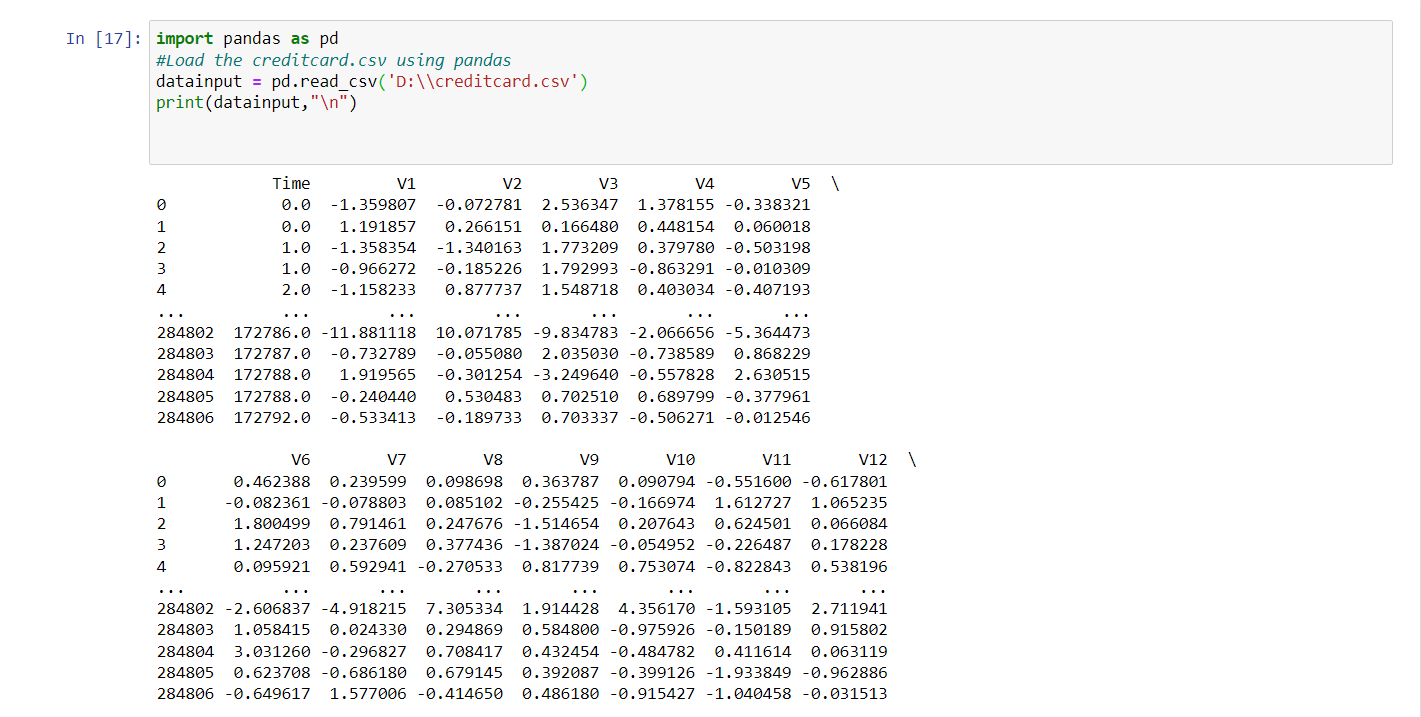 In [17]: import pandas as pd
#Load the creditcard.csv using pandas
datainput = pd.read_csv('D:\\creditcard.csv')
print(datainput,"\n")
Time V1 V2 V3 V4 V5 \
0 0.0 -1.359807 -0.072781 2.536347 1.378155 -0.338321
1 0.0 1.191857 0.266151 0.166480 0.448154 0.060018
2 1.0 -1.358354 -1.340163 1.773209 0.379780 -0.503198
3 1.0 -0.966272 -0.185226 1.792993 -0.863291 -0.010309
4 2.0 -1.158233 0.877737 1.548718 0.403034 -0.407193
... ... ... ... ... ... ...
284802 172786.0 -11.881118 10.071785 -9.834783 -2.066656 -5.364473
284803 172787.0 -0.732789 -0.055080 2.035030 -0.738589 0.868229
284804 172788.0 1.919565 -0.301254 -3.249640 -0.557828 2.630515
284805 172788.0 -0.240440 0.530483 0.702510 0.689799 -0.377961
284806 172792.0 -0.533413 -0.189733 0.703337 -0.506271 -0.012546
V6 V7 V8 V9 V10 V11 V12 \
0 0.462388 0.239599 0.098698 0.363787 0.090794 -0.551600 -0.617801
1 -0.082361 -0.078803 0.085102 -0.255425 -0.166974 1.612727 1.065235
2 1.800499 0.791461 0.247676 -1.514654 0.207643 0.624501 0.066084
3 1.247203 0.237609 0.377436 -1.387024 -0.054952 -0.226487 0.178228
4 0.095921 0.592941 -0.270533 0.817739 0.753074 -0.822843 0.538196
... ... ... ... ... ... ... ...
284802 -2.606837 -4.918215 7.305334 1.914428 4.356170 -1.593105 2.711941
284803 1.058415 0.024330 0.294869 0.584800 -0.975926 -0.150189 0.915802
284804 3.031260 -0.296827 0.708417 0.432454 -0.484782 0.411614 0.063119
284805 0.623708 -0.686180 0.679145 0.392087 -0.399126 -1.933849 -0.962886
284806 -0.649617 1.577006 -0.414650 0.486180 -0.915427 -1.040458 -0.031513